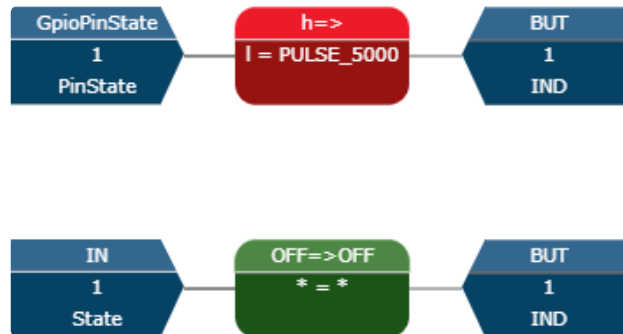 GpioPinState
1
PinState
h=>
l = PULSE_5000
BUT
1
IND
IN
1
State
OFF=>OFF
* = *
BUT
1
IND